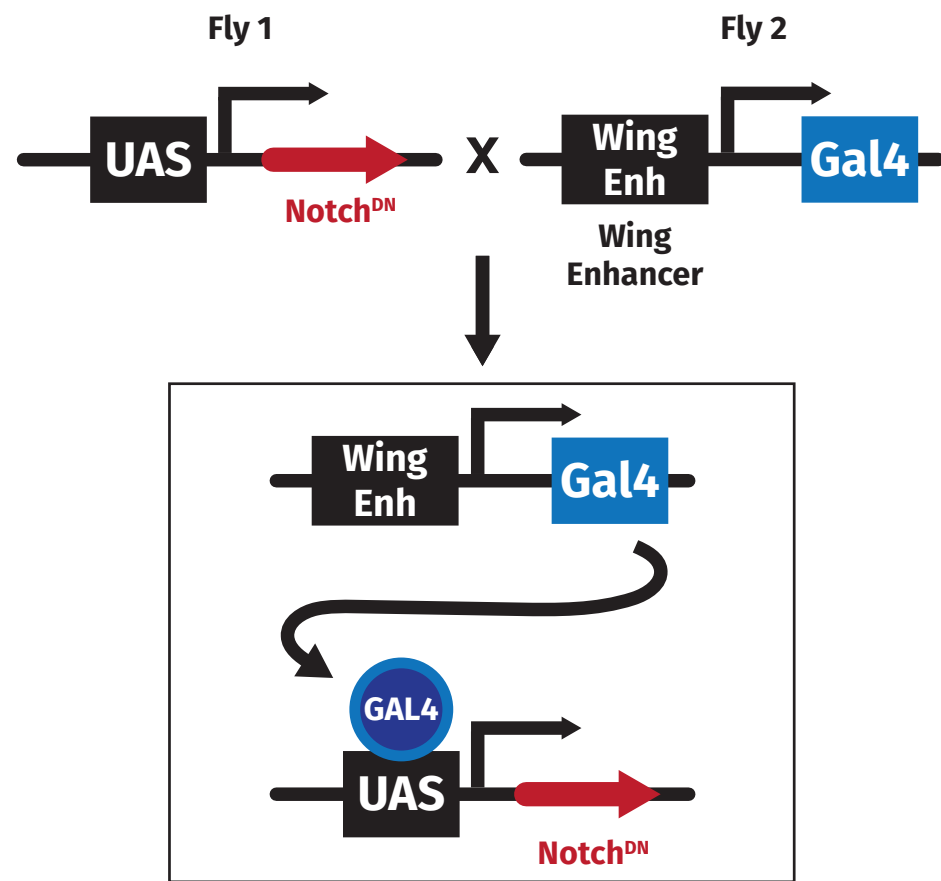 Fly 1
Fly 2
UAS
Notch^DN
X
Wing
Enh
Wing
Enhancer
Gal4
Wing
Enh
Gal4
GAL4
UAS
Notch^DN